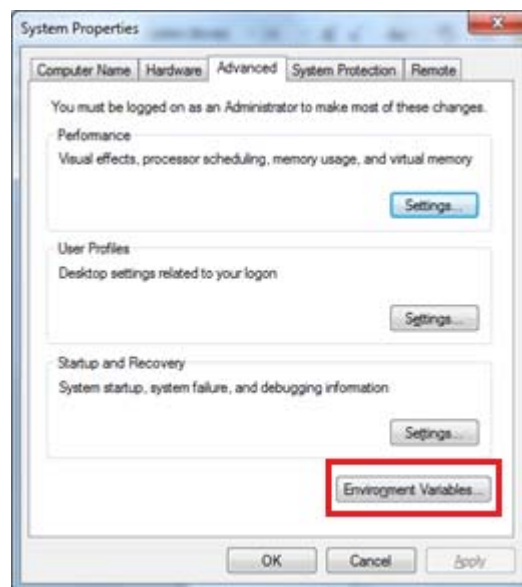 System Properties
Computer Name Hardware Advanced System Protection Remote
You must be logged on as an Administrator to make most of these changes.
Performance
Visual effects, processor scheduling, memory usage, and virtual memory
Settings...
User Profiles
Desktop settings related to your logon
Settings...
Startup and Recovery
System startup, system failure, and debugging information
Settings...
Environment Variables...
OK Cancel Apply